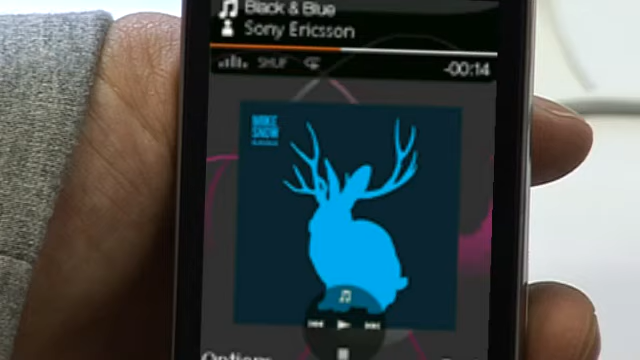 Black & Blue
Sony Ericsson
SHUF
-00:14
MIIKE
SNOW
Options